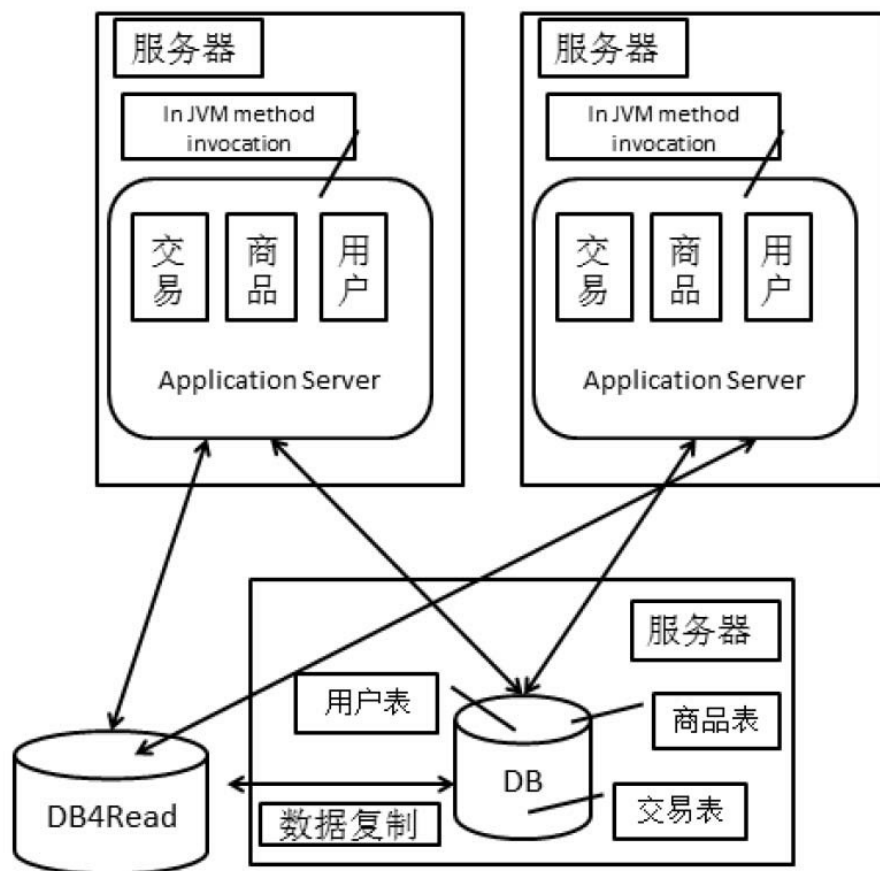 服务器
In JVM method
invocation
交易
商品
用户
Application Server
服务器
In JVM method
invocation
交易
商品
用户
Application Server
服务器
用户表
商品表
DB
交易表
数据复制
DB4Read